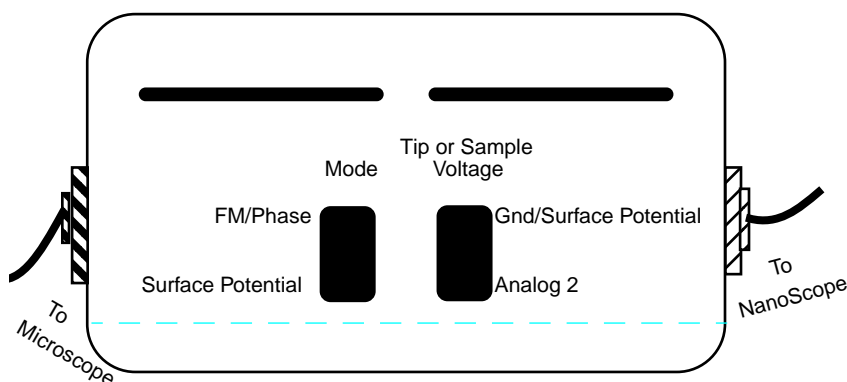 Tip or Sample
Mode Voltage
FM/Phase Gnd/Surface Potential
Surface Potential Analog 2
To
Microscope
To
NanoScope